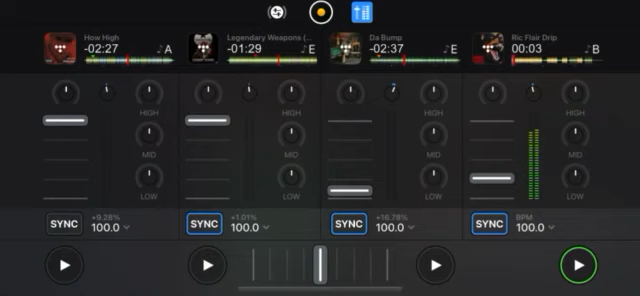 How High
-02:27 A
Legendary Weapons (...
-01:29 E
Da Bump
-02:37 E
Ric Flair Drip
00:03 B
HIGH
MID
LOW
HIGH
MID
LOW
HIGH
MID
LOW
HIGH
MID
LOW
SYNC
+9.28%
100.0
SYNC
+1.01%
100.0
SYNC
+16.78%
100.0
SYNC
BPM
100.0